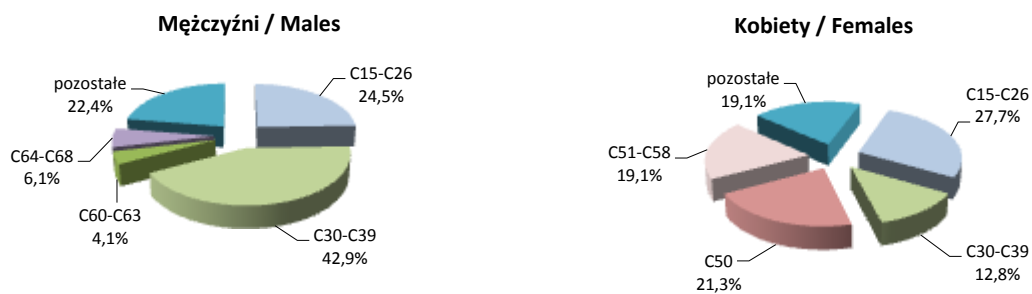 Mężczyźni / Males
pozostałe
22,4%
C15-C26
24,5%
C64-C68
6,1%
C60-C63
4,1%
C30-C39
42,9%
Kobiety / Females
pozostałe
19,1%
C15-C26
27,7%
C51-C58
19,1%
C50
21,3%
C30-C39
12,8%